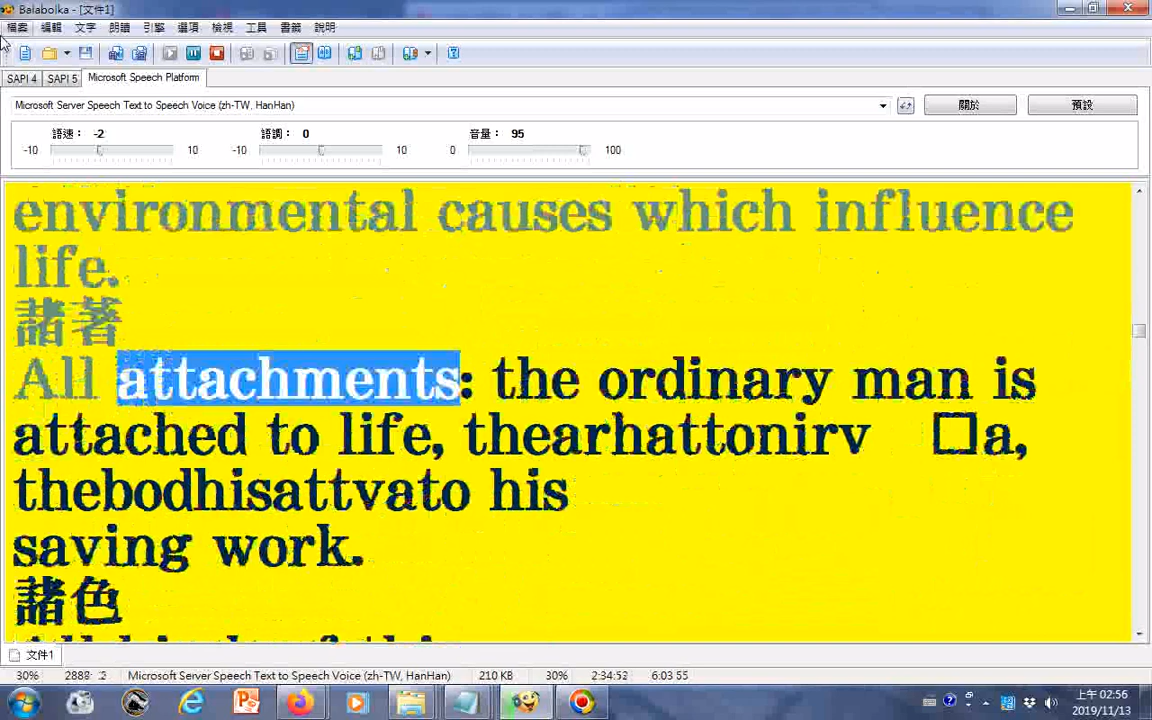 Balabolka - [文件1]
檔案 編輯 文字 朗讀 引擎 選項 檢視 工具 書籤 說明
SAPI 4 SAPI 5 Microsoft Speech Platform
Microsoft Server Speech Text to Speech Voice (zh-TW, HanHan) 關於 預設
語速： -2 語調： 0 音量： 95
-10 10 -10 10 0 100
environmental causes which influence
life.
諸著
All attachments: the ordinary man is
attached to life, thearhattonirv □a,
thebodhisattvato his
saving work.
諸色
文件1
30% Microsoft Server Speech Text to Speech Voice (zh-TW, HanHan) 210 KB 30% 2:34:52 6:03 55
上午 02:56
2019/11/13